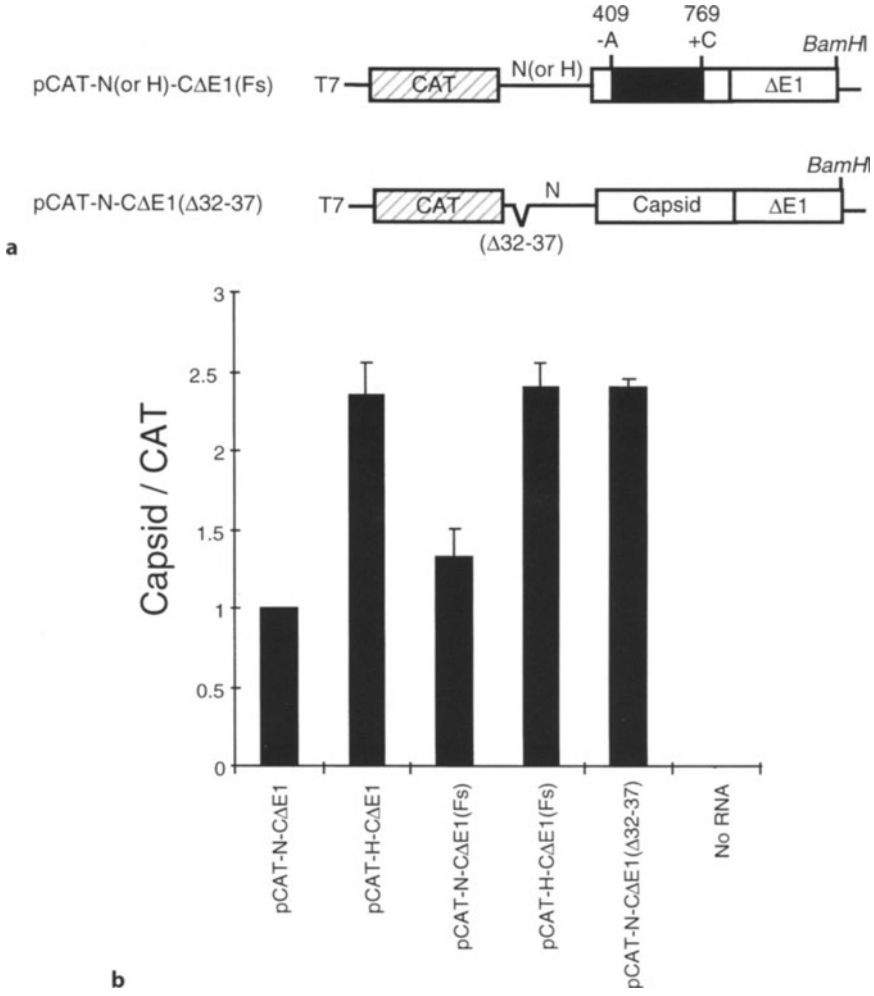 409 769
-A +C BamHI
pCAT-N(or H)-CΔE1(Fs) T7 CAT N(or H) ΔE1
BamHI
pCAT-N-CΔE1(Δ32-37) T7 CAT N Capsid ΔE1
(Δ32-37)
a
3
2.5
2
1.5
1
0.5
0
Capsid / CAT
pCAT-N-CΔE1
pCAT-H-CΔE1
pCAT-N-CΔE1(Fs)
pCAT-H-CΔE1(Fs)
pCAT-N-CΔE1(Δ32-37)
No RNA
b